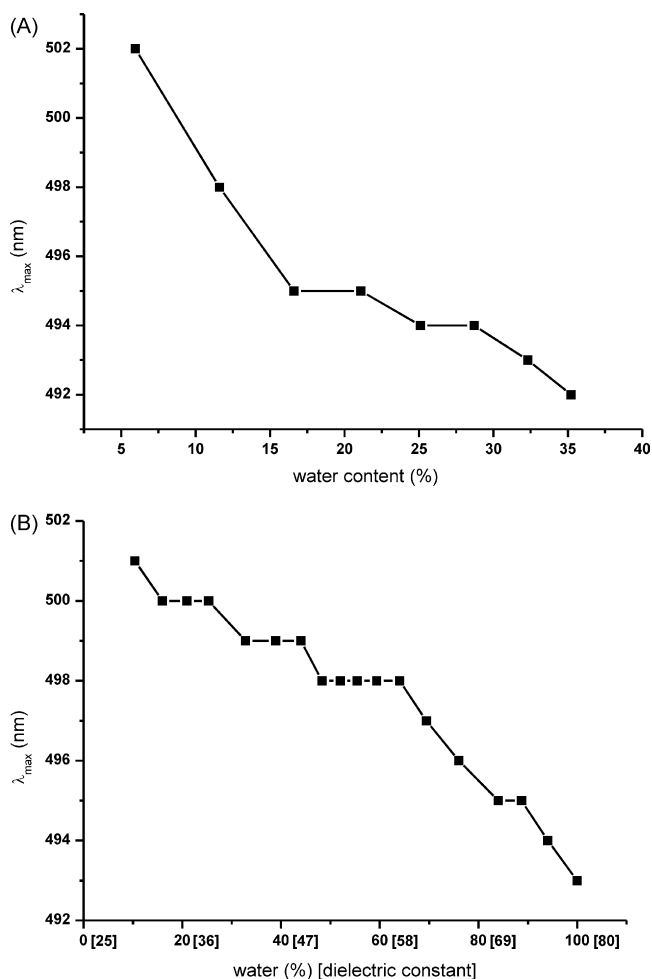 (A)
502
500
498
496
494
492
λmax (nm)
5 10 15 20 25 30 35 40
water content (%)
(B)
502
500
498
496
494
492
λmax (nm)
0 [25] 20 [36] 40 [47] 60 [58] 80 [69] 100 [80]
water (%) [dielectric constant]